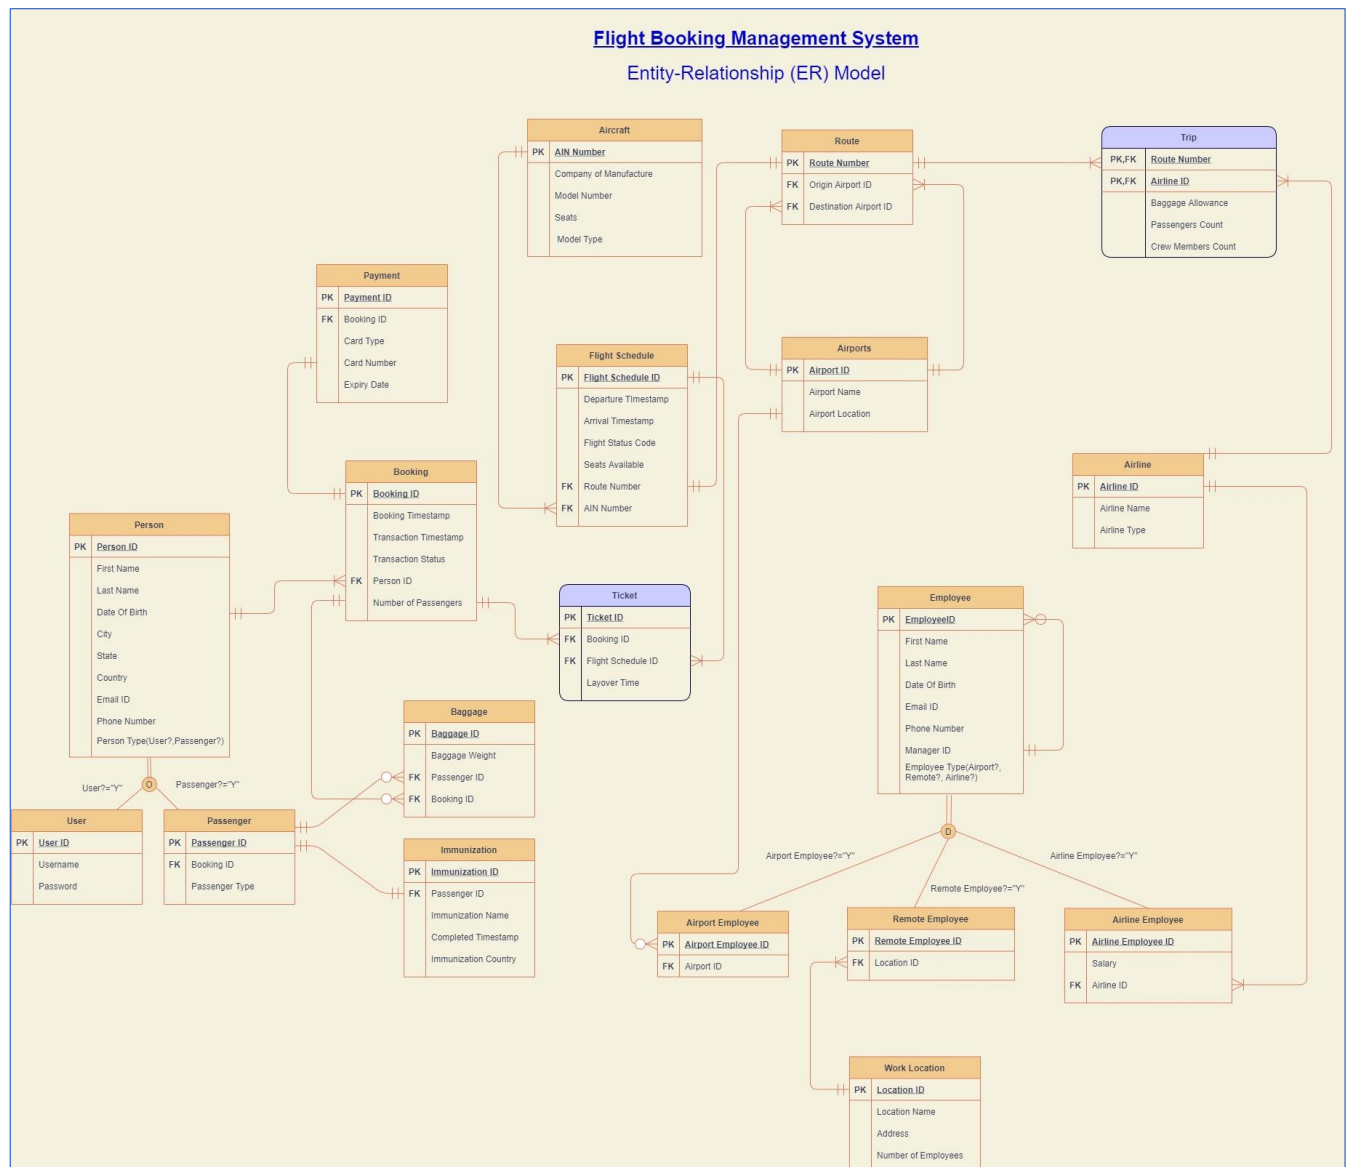 Flight Booking Management System
Entity-Relationship (ER) Model
Aircraft
PK AIN Number
Company of Manufacture
Model Number
Seats
Model Type
Route
PK Route Number
FK Origin Airport ID
FK Destination Airport ID
Trip
PK,FK Route Number
PK,FK Airline ID
Baggage Allowance
Passengers Count
Crew Members Count
Payment
PK Payment ID
FK Booking ID
Card Type
Card Number
Expiry Date
Flight Schedule
PK Flight Schedule ID
Departure TImestamp
Arrival Timestamp
Flight Status Code
Seats Available
FK Route Number
FK AIN Number
Airports
PK Airport ID
Airport Name
Airport Location
Airline
PK Airline ID
Airline Name
Airline Type
Booking
PK Booking ID
Booking Timestamp
Transaction Timestamp
Transaction Status
FK Person ID
Number of Passengers
Person
PK Person ID
First Name
Last Name
Date Of Birth
City
State
Country
Email ID
Phone Number
Person Type(User?,Passenger?)
Ticket
PK Ticket ID
FK Booking ID
FK Flight Schedule ID
Layover Time
Employee
PK EmployeeID
First Name
Last Name
Date Of Birth
Email ID
Phone Number
Manager ID
Employee Type(Airport?,
Remote?, Airline?)
Baggage
PK Baggage ID
Baggage Weight
FK Passenger ID
FK Booking ID
O
User?="Y"
Passenger?="Y"
User
PK User ID
Username
Password
Passenger
PK Passenger ID
FK Booking ID
Passenger Type
Immunization
PK Immunization ID
FK Passenger ID
Immunization Name
Completed Timestamp
Immunization Country
D
Airport Employee?="Y"
Remote Employee?="Y"
Airline Employee?="Y"
Airport Employee
PK Airport Employee ID
FK Airport ID
Remote Employee
PK Remote Employee ID
FK Location ID
Airline Employee
PK Airline Employee ID
Salary
FK Airline ID
Work Location
PK Location ID
Location Name
Address
Number of Employees